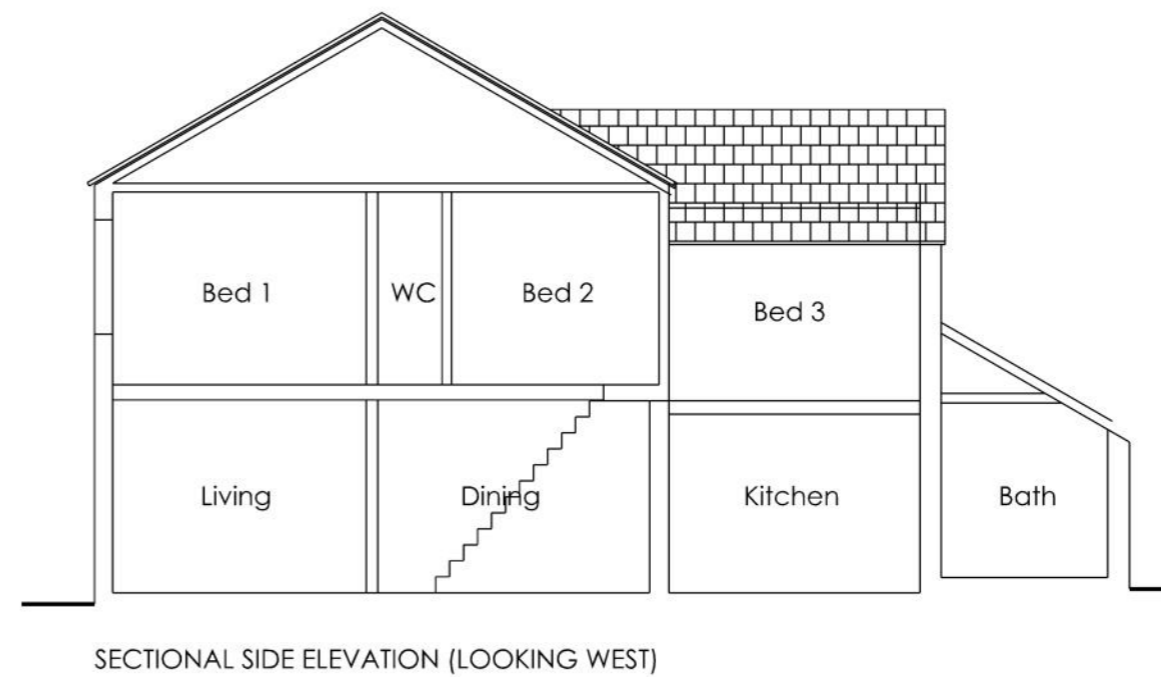 Bed 1
WC
Bed 2
Bed 3
Living
Dining
Kitchen
Bath
SECTIONAL SIDE ELEVATION (LOOKING WEST)